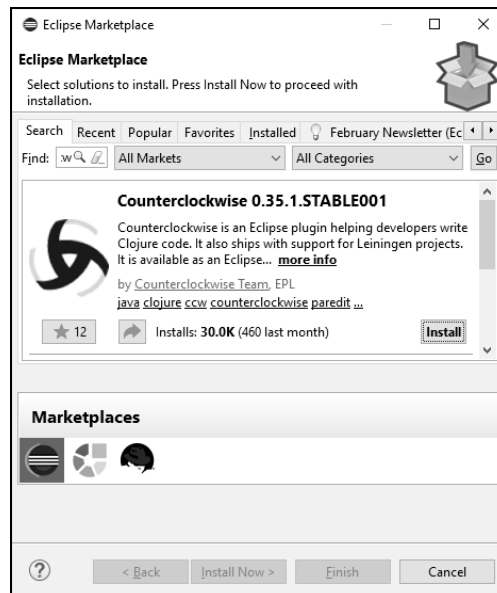 Eclipse Marketplace
Eclipse Marketplace
Select solutions to install. Press Install Now to proceed with
installation.
Search Recent Popular Favorites Installed February Newsletter (Ec
Find: :w All Markets All Categories Go
Counterclockwise 0.35.1.STABLE001
Counterclockwise is an Eclipse plugin helping developers write
Clojure code. It also ships with support for Leiningen projects.
It is available as an Eclipse... more info
by Counterclockwise Team, EPL
java clojure ccw counterclockwise paredit ...
12 Installs: 30.0K (460 last month) Install
Marketplaces
? < Back Install Now > Finish Cancel